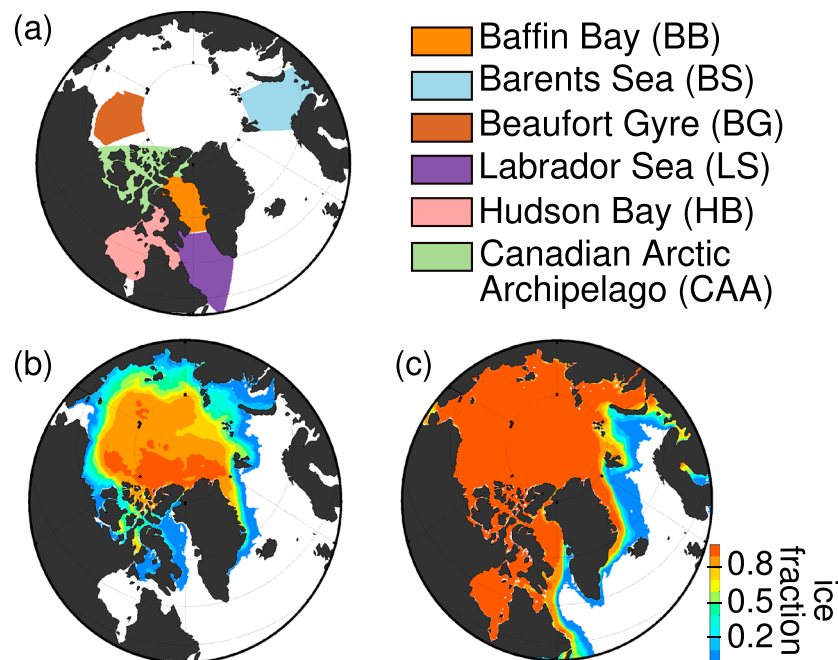 (a)
Baffin Bay (BB)
Barents Sea (BS)
Beaufort Gyre (BG)
Labrador Sea (LS)
Hudson Bay (HB)
Canadian Arctic
Archipelago (CAA)
(b)
(c)
0.8
0.5
0.2
ice
fraction